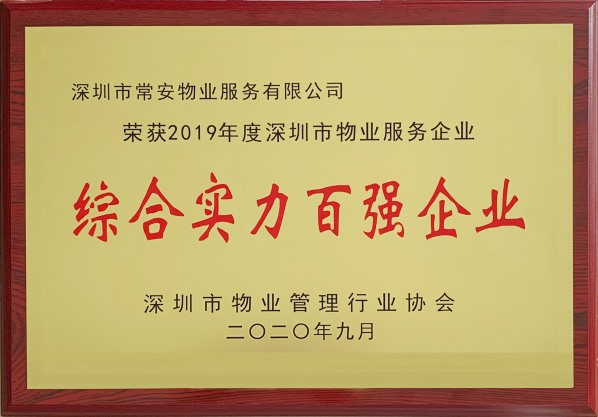 深圳市常安物业服务有限公司
荣获2019年度深圳市物业服务企业
综合实力百强企业
深圳市物业管理行业协会
二〇二〇年九月